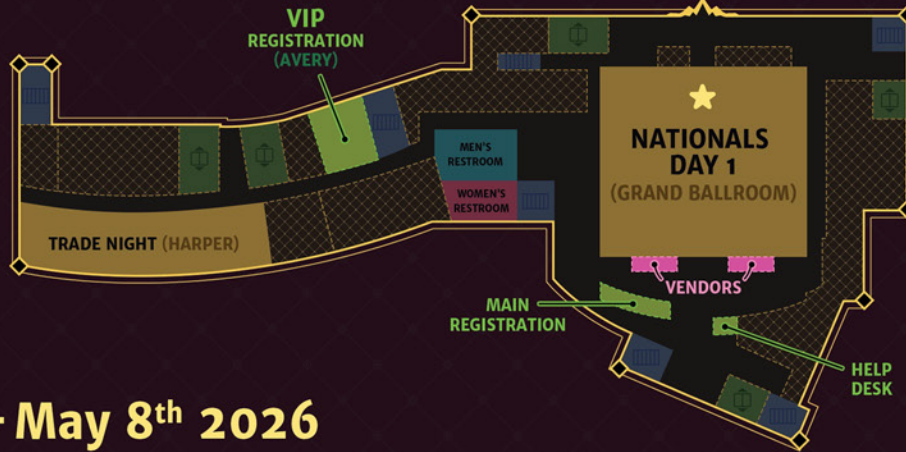 VIP
REGISTRATION
(AVERY)
MEN'S
RESTROOM
WOMEN'S
RESTROOM
NATIONALS
DAY 1
(GRAND BALLROOM)
TRADE NIGHT (HARPER)
VENDORS
MAIN
REGISTRATION
HELP
DESK
- May 8th 2026